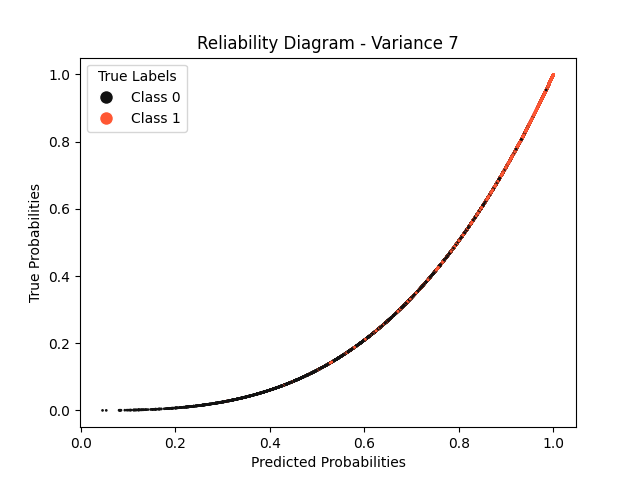 Reliability Diagram - Variance 7
True Labels
Class 0
Class 1
1.0
0.8
0.6
0.4
0.2
0.0
True Probabilities
0.0 0.2 0.4 0.6 0.8 1.0
Predicted Probabilities